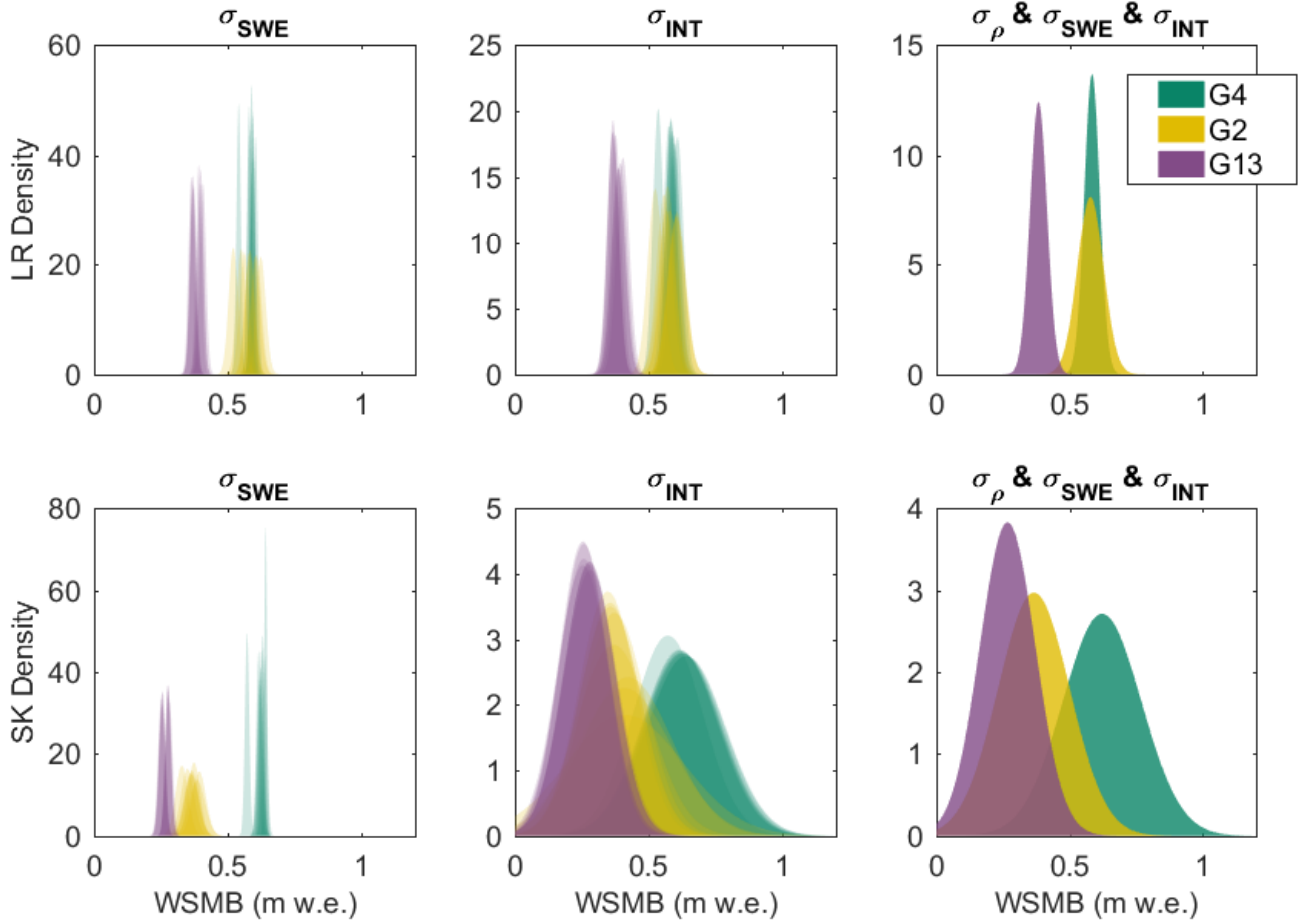 σSWE
σINT
σρ & σSWE & σINT
60
40
20
0
LR Density
0 0.5 1
25
20
15
10
5
0
0 0.5 1
15
10
5
0
0 0.5 1
G4
G2
G13
σSWE
σINT
σρ & σSWE & σINT
80
60
40
20
0
SK Density
0 0.5 1
WSMB (m w.e.)
5
4
3
2
1
0
0 0.5 1
WSMB (m w.e.)
4
3
2
1
0
0 0.5 1
WSMB (m w.e.)